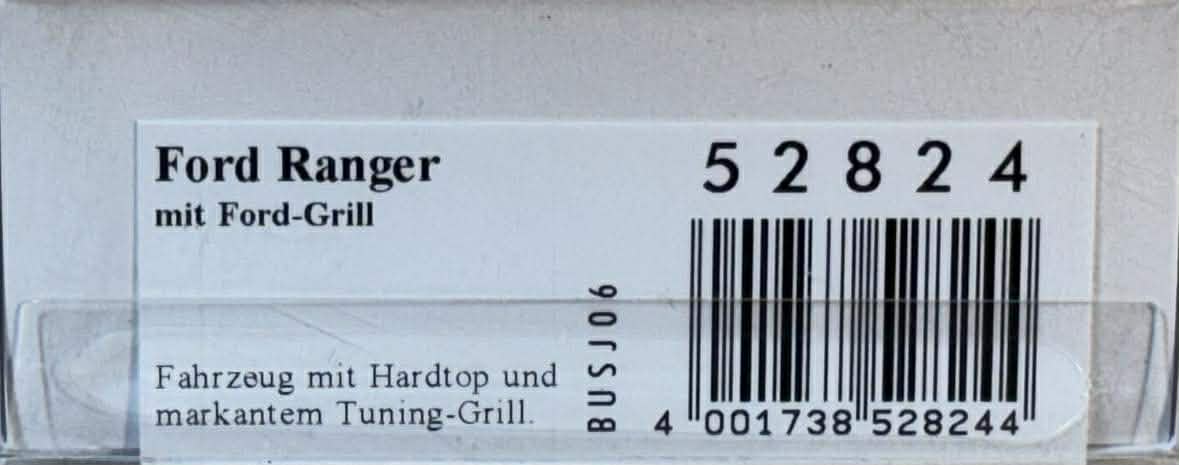 Ford Ranger
mit Ford-Grill
52824
Fahrzeug mit Hardtop und
markantem Tuning-Grill.
BUSJ06
4 001738 528244